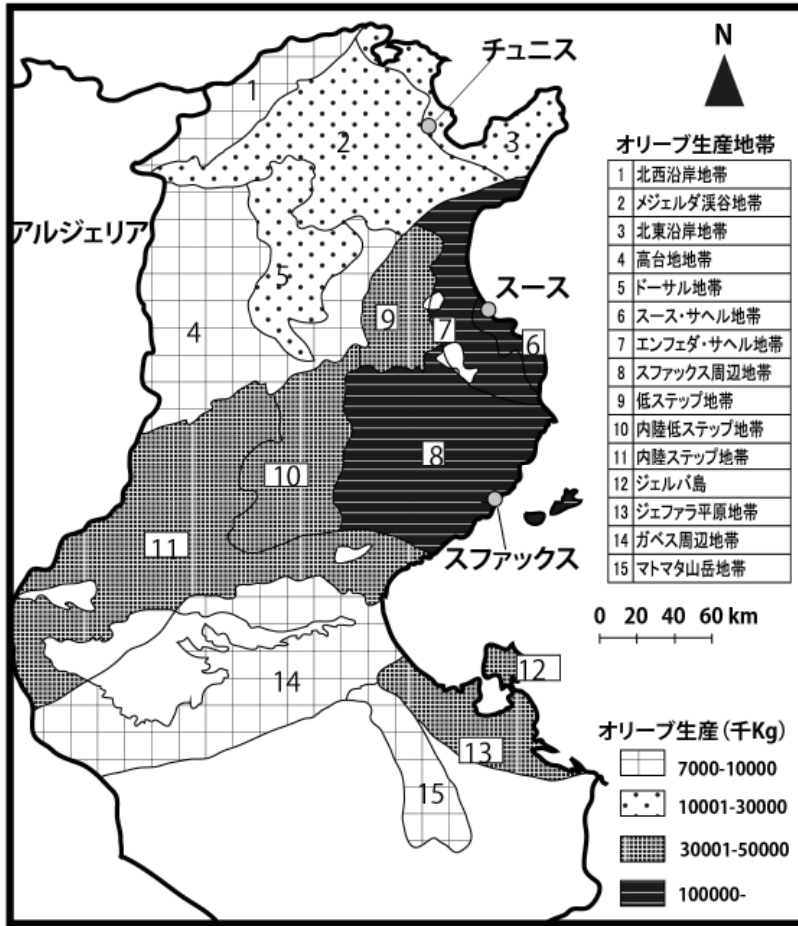 チュニス
N
アルジェリア
スース
スファックス
1
2
3
4
5
6
7
8
9
10
11
12
13
14
15
オリーブ生産地帯
1 北西沿岸地帯
2 メジェルダ渓谷地帯
3 北東沿岸地帯
4 高台地地帯
5 ドーサル地帯
6 スース・サヘル地帯
7 エンフェダ・サヘル地帯
8 スファックス周辺地帯
9 低ステップ地帯
10 内陸低ステップ地帯
11 内陸ステップ地帯
12 ジェルバ島
13 ジェファラ平原地帯
14 ガベス周辺地帯
15 マトマタ山岳地帯
0 20 40 60 km
オリーブ生産(千Kg)
7000-10000
10001-30000
30001-50000
100000-